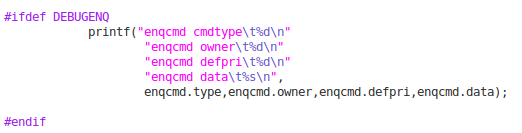 #ifdef DEBUGENQ
printf("enqcmd cmdtype\t%d\n"
"enqcmd owner\t%d\n"
"enqcmd defpri\t%d\n"
"enqcmd data\t%s\n",
enqcmd.type,enqcmd.owner,enqcmd.defpri,enqcmd.data);
#endif